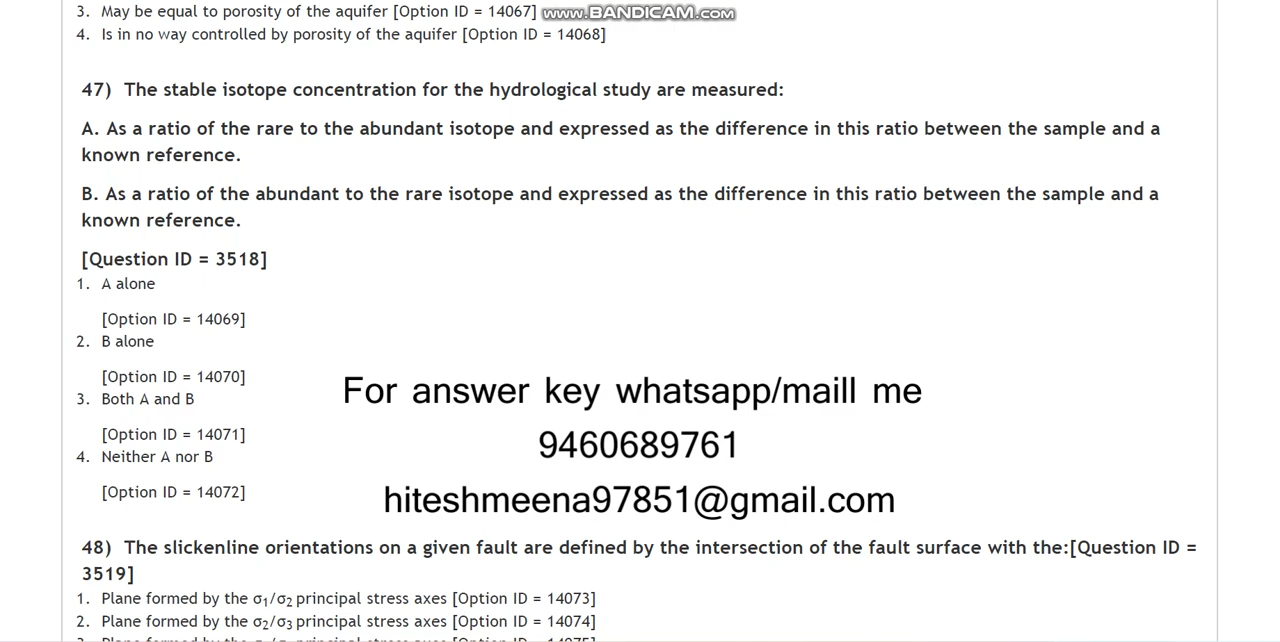 3. May be equal to porosity of the aquifer [Option ID = 14067] www.BANDICAM.com
4. Is in no way controlled by porosity of the aquifer [Option ID = 14068]
47) The stable isotope concentration for the hydrological study are measured:
A. As a ratio of the rare to the abundant isotope and expressed as the difference in this ratio between the sample and a
known reference.
B. As a ratio of the abundant to the rare isotope and expressed as the difference in this ratio between the sample and a
known reference.
[Question ID = 3518]
1. A alone
[Option ID = 14069]
2. B alone
[Option ID = 14070]
3. Both A and B
[Option ID = 14071]
4. Neither A nor B
[Option ID = 14072]
For answer key whatsapp/maill me
9460689761
hiteshmeena97851@gmail.com
48) The slickenline orientations on a given fault are defined by the intersection of the fault surface with the:[Question ID =
3519]
1. Plane formed by the σ1/σ2 principal stress axes [Option ID = 14073]
2. Plane formed by the σ2/σ3 principal stress axes [Option ID = 14074]